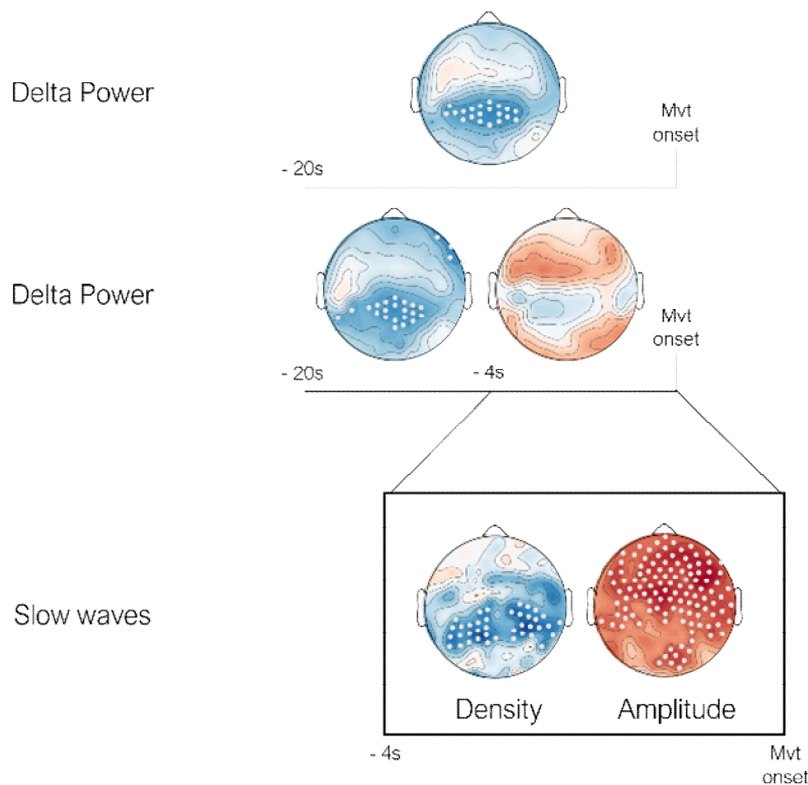 Delta Power
Mvt
onset
- 20s
Delta Power
Mvt
onset
- 20s
- 4s
Slow waves
Density
Amplitude
- 4s
Mvt
onset